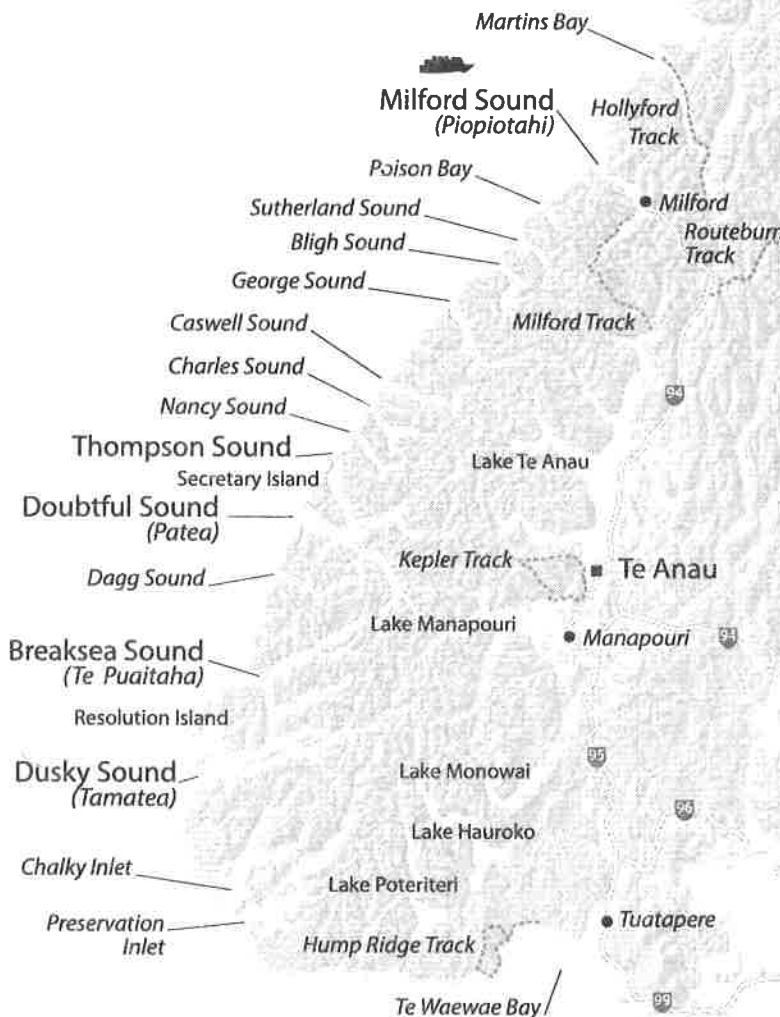 Martins Bay
Milford Sound
(Piopiotahi)
Hollyford
Track
Poison Bay
Milford
Sutherland Sound
Routeburn
Track
Bligh Sound
George Sound
Caswell Sound
Milford Track
Charles Sound
94
Nancy Sound
Thompson Sound
Secretary Island
Lake Te Anau
Doubtful Sound
(Patea)
Kepler Track
Te Anau
Dagg Sound
Lake Manapouri
Manapouri
94
Breaksea Sound
(Te Puaitaha)
Resolution Island
95
Dusky Sound
(Tamatea)
Lake Monowai
96
Lake Hauroko
Chalky Inlet
Lake Poteriteri
Preservation
Inlet
Tuatapere
Hump Ridge Track
Te Waewae Bay
99